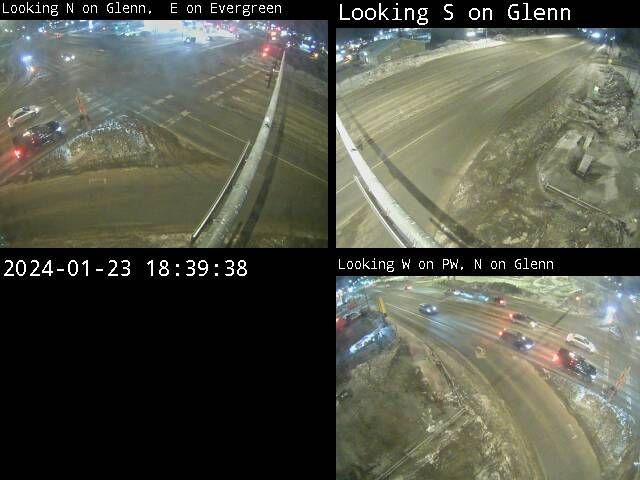 Looking N on Glenn,  E on Evergreen
Looking S on Glenn
2024-01-23 18:39:38
Looking W on PW, N on Glenn